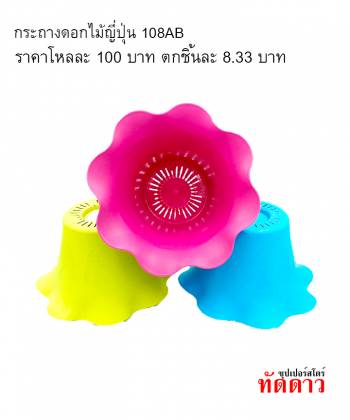 กระถางดอกไม้ญี่ปุ่น 108AB
ราคาโหลละ 100 บาท ตกชิ้นละ 8.33 บาท
ซุปเปอร์สโตร์
ทัดดาว